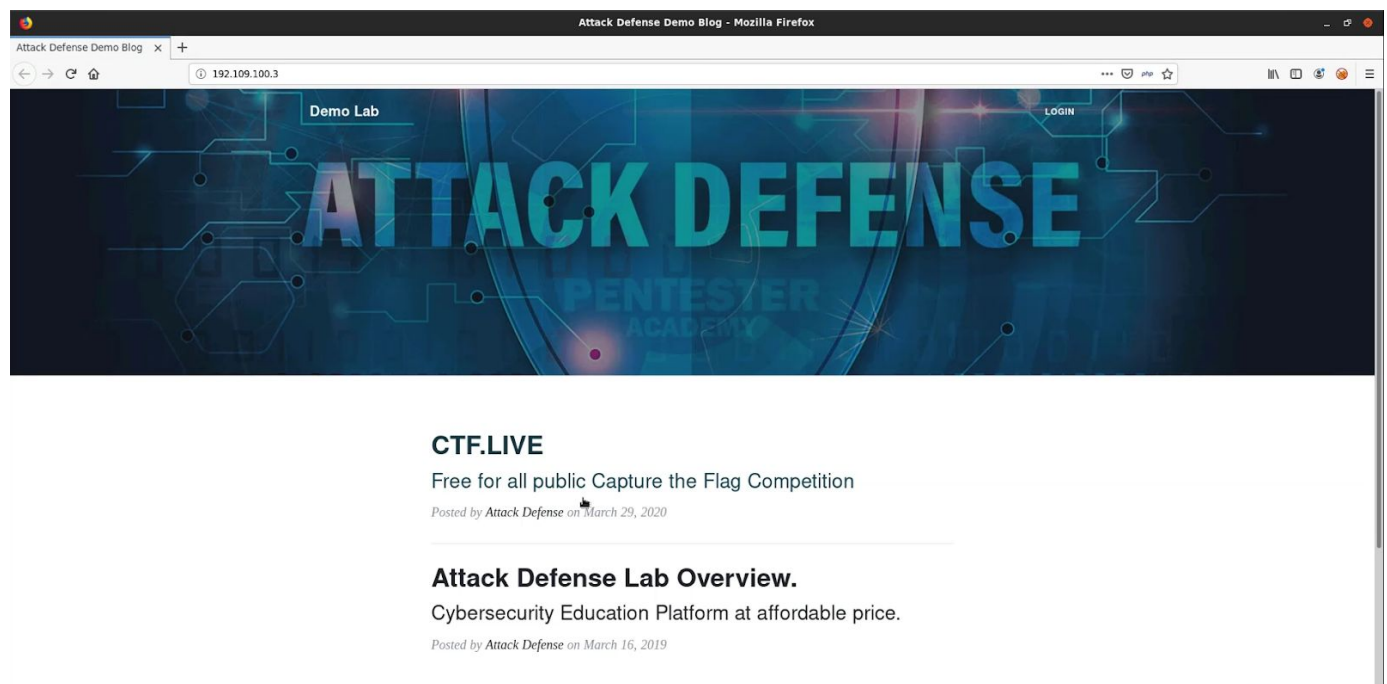 Attack Defense Demo Blog - Mozilla Firefox
Attack Defense Demo Blog
192.109.100.3
php
Demo Lab
LOGIN
ATTACK DEFENSE
PENTESTER
ACADEMY
CTF.LIVE
Free for all public Capture the Flag Competition
Posted by Attack Defense on March 29, 2020
Attack Defense Lab Overview.
Cybersecurity Education Platform at affordable price.
Posted by Attack Defense on March 16, 2019